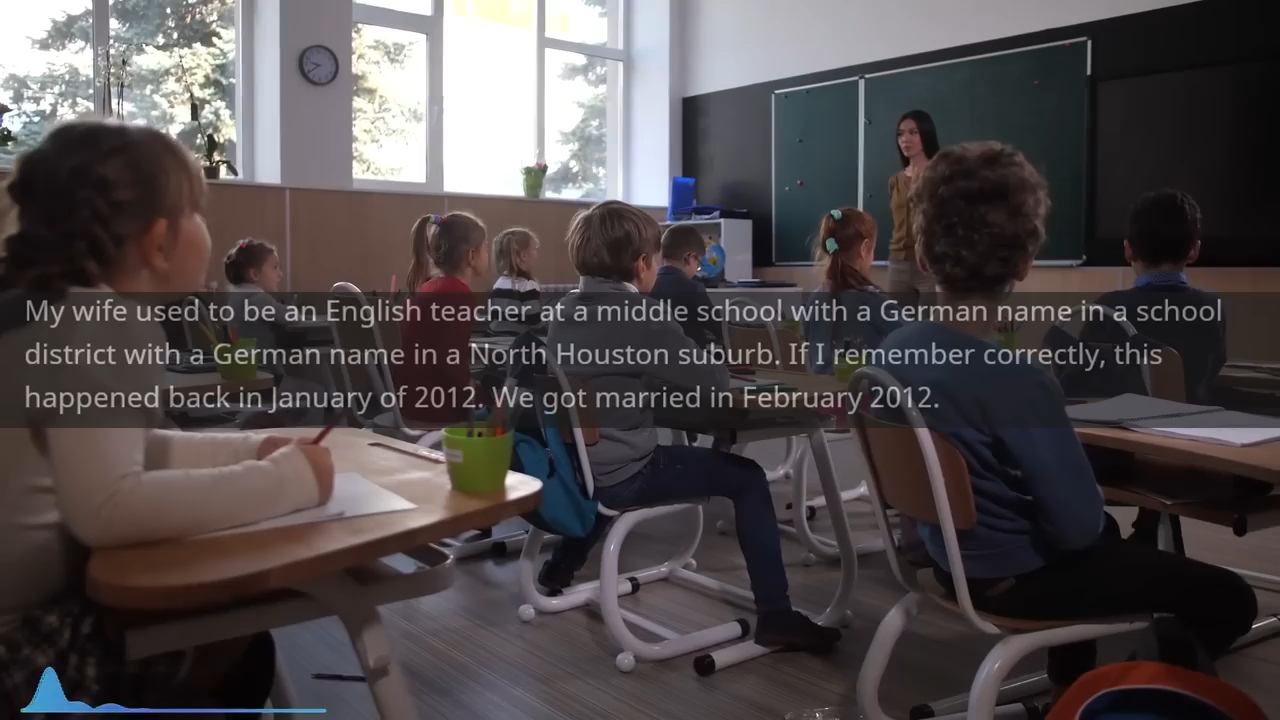 My wife used to be an English teacher at a middle school with a German name in a school
district with a German name in a North Houston suburb. If I remember correctly, this
happened back in January of 2012. We got married in February 2012.